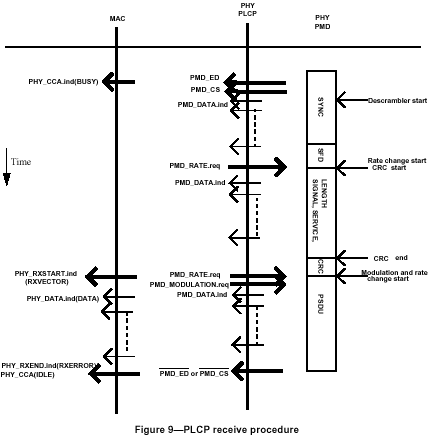 MAC
PHY
PLCP
PHY
PMD
PHY_CCA.ind(BUSY)
PMD_ED
PMD_CS
PMD_DATA.ind
SYNC
Descrambler start
Time
SFD
PMD_RATE.req
Rate change start
CRC start
PMD_DATA.ind
LENGTH
SIGNAL, SERVICE,
CRC end
CRC
PHY_RXSTART.ind
(RXVECTOR)
PMD_RATE.req
PMD_MODULATION.req
Modulation and rate
change start
PHY_DATA.ind(DATA)
PMD_DATA.ind
PSDU
PHY_RXEND.ind(RXERROR)
PHY_CCA(IDLE)
PMD_ED or PMD_CS
Figure 9—PLCP receive procedure